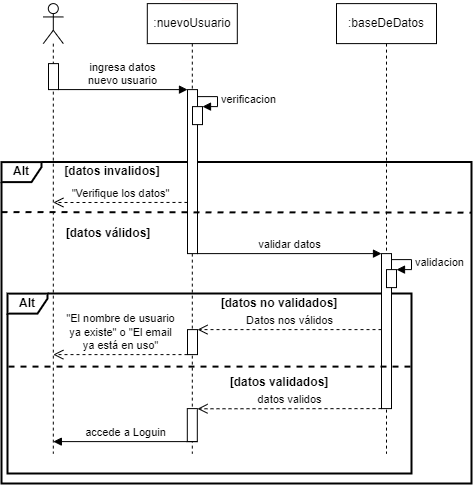 :nuevoUsuario
:baseDeDatos
ingresa datos
nuevo usuario
verificacion
Alt
[datos invalidos]
"Verifique los datos"
[datos válidos]
validar datos
validacion
Alt
[datos no validados]
"El nombre de usuario
ya existe" o "El email
ya está en uso"
Datos nos válidos
[datos validados]
datos validos
accede a Loguin